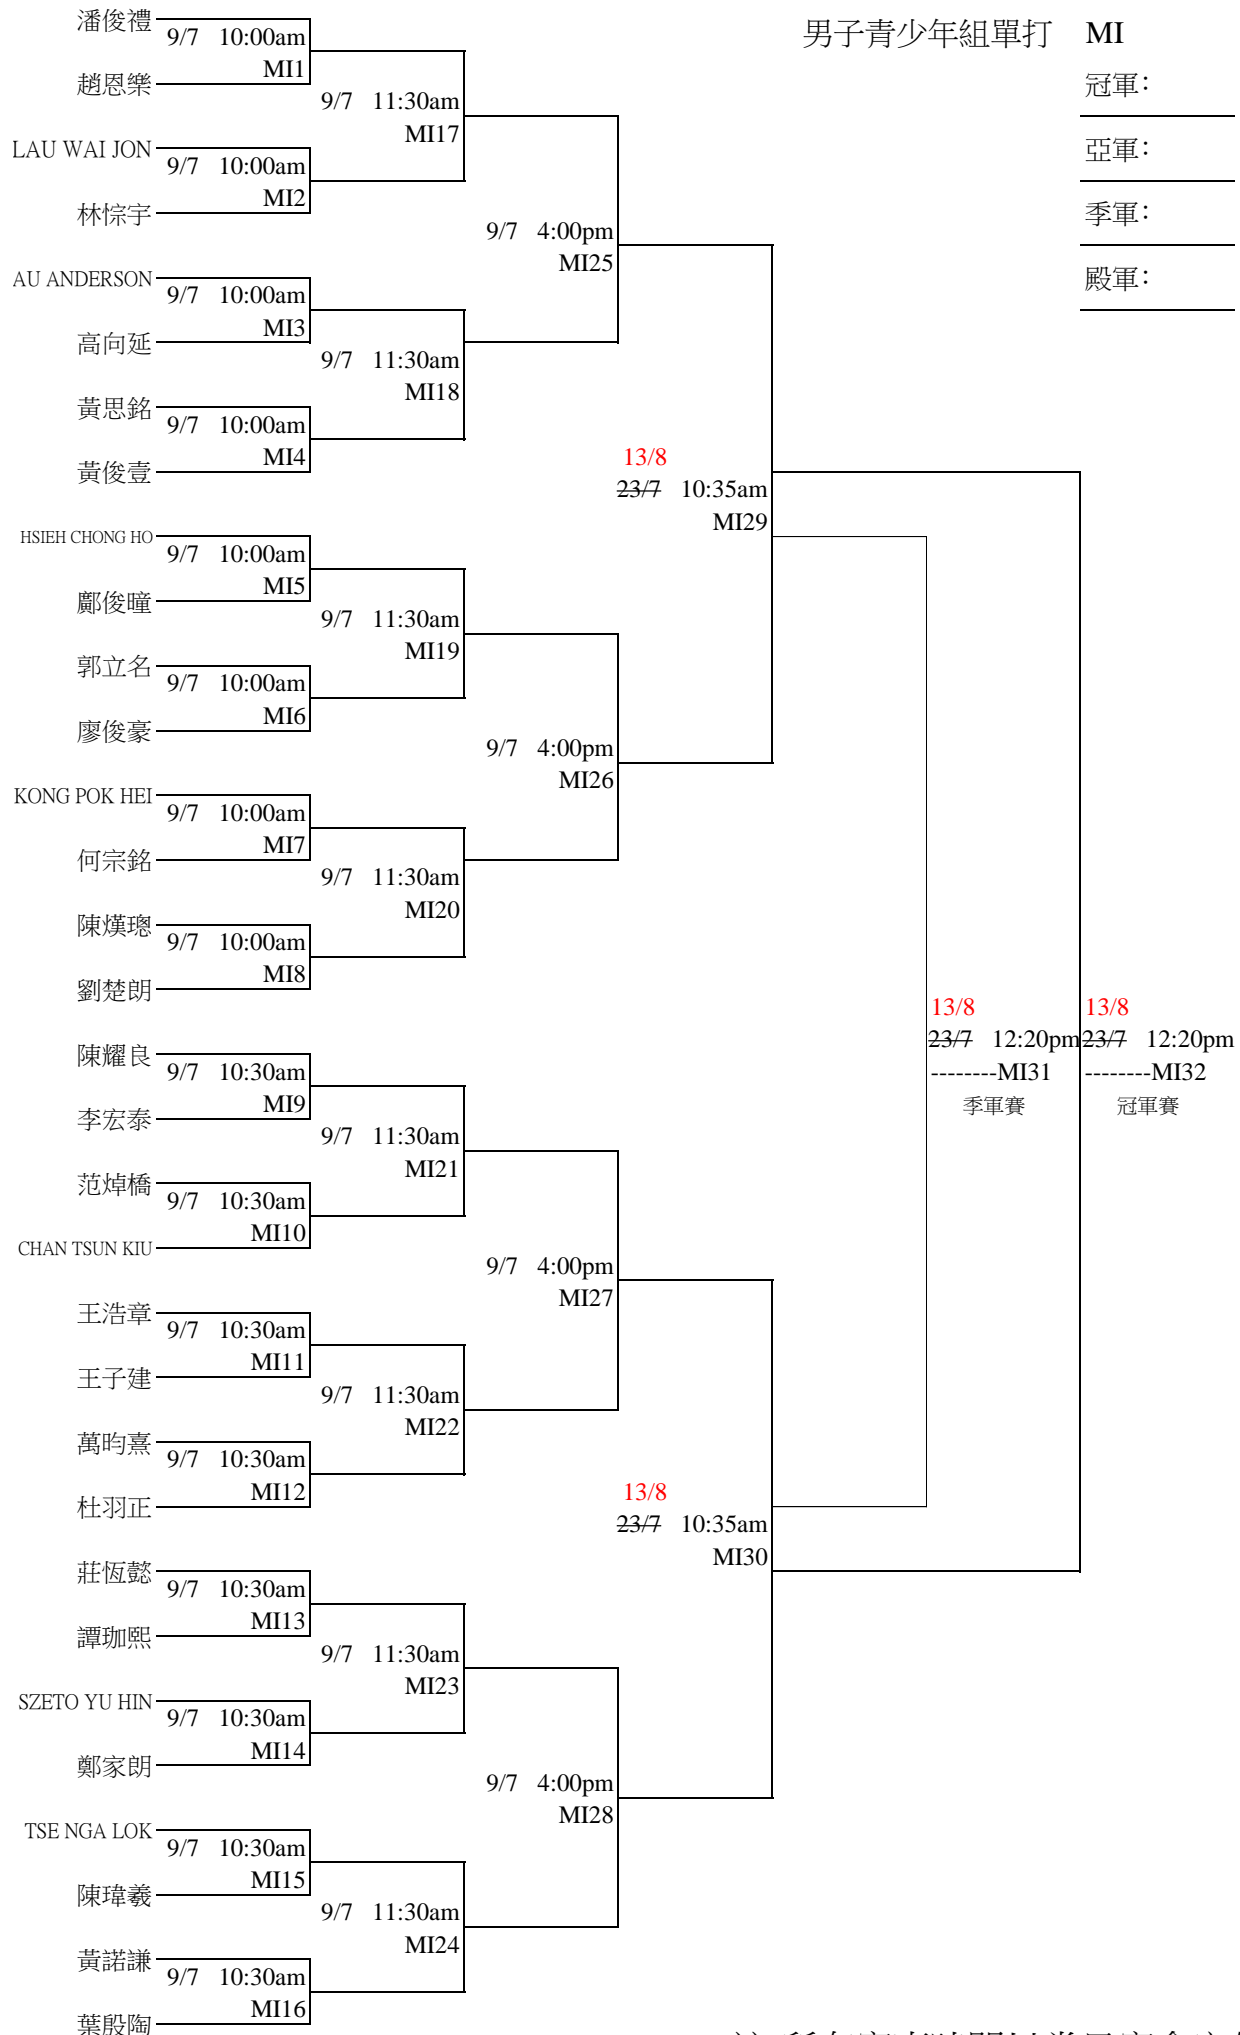 男子青少年組單打 MI
冠軍:
亞軍:
季軍:
殿軍:
潘俊禮
9/7 10:00am
MI1
趙恩樂
9/7 11:30am
MI17
LAU WAI JON
9/7 10:00am
MI2
林悰宇
9/7 4:00pm
MI25
AU ANDERSON
9/7 10:00am
MI3
高向延
9/7 11:30am
MI18
黃思銘
9/7 10:00am
MI4
黃俊壹
13/8
23/7 10:35am
MI29
HSIEH CHONG HO
9/7 10:00am
MI5
鄺俊曈
9/7 11:30am
MI19
郭立名
9/7 10:00am
MI6
廖俊豪
9/7 4:00pm
MI26
KONG POK HEI
9/7 10:00am
MI7
何宗銘
9/7 11:30am
MI20
陳熯璁
9/7 10:00am
MI8
劉楚朗
13/8
23/7 12:20pm
--------MI31
季軍賽
13/8
23/7 12:20pm
--------MI32
冠軍賽
陳耀良
9/7 10:30am
MI9
李宏泰
9/7 11:30am
MI21
范焯橋
9/7 10:30am
MI10
CHAN TSUN KIU
9/7 4:00pm
MI27
王浩章
9/7 10:30am
MI11
王子建
9/7 11:30am
MI22
萬昀熹
9/7 10:30am
MI12
杜羽正
13/8
23/7 10:35am
MI30
莊恆懿
9/7 10:30am
MI13
譚珈熙
9/7 11:30am
MI23
SZETO YU HIN
9/7 10:30am
MI14
鄭家朗
9/7 4:00pm
MI28
TSE NGA LOK
9/7 10:30am
MI15
陳瑋羲
9/7 11:30am
MI24
黃諾謙
9/7 10:30am
MI16
葉殷陶